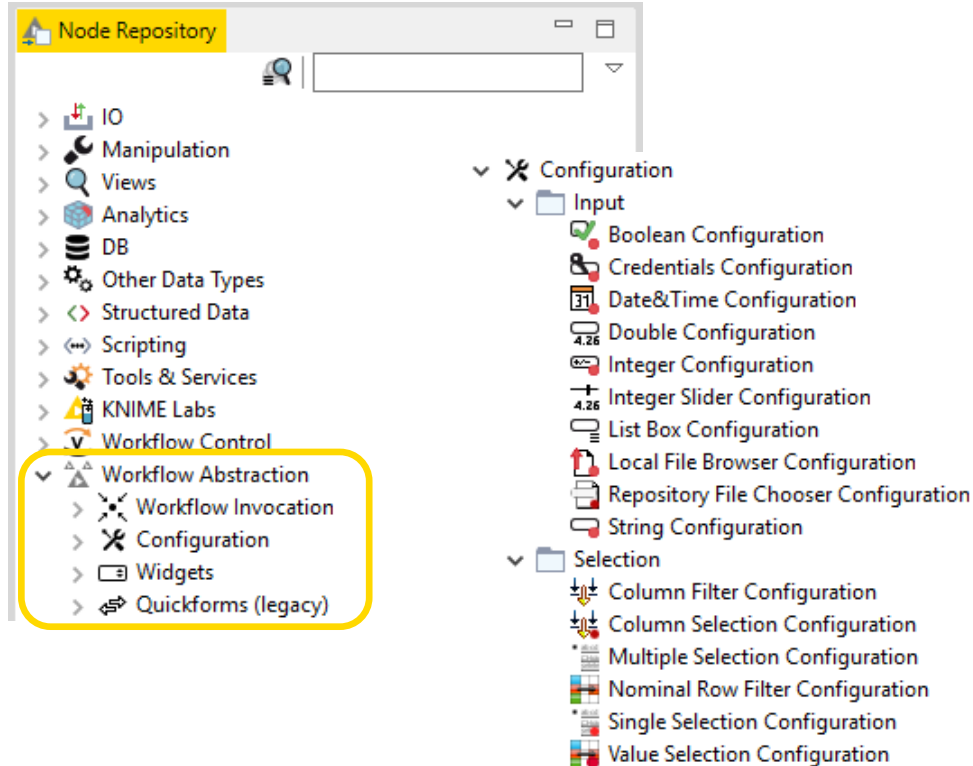 Node Repository
IO
Manipulation
Views
Analytics
DB
Other Data Types
Structured Data
Scripting
Tools & Services
KNIME Labs
Workflow Control
Workflow Abstraction
Workflow Invocation
Configuration
Widgets
Quickforms (legacy)
Configuration
Input
Boolean Configuration
Credentials Configuration
Date&Time Configuration
Double Configuration
Integer Configuration
Integer Slider Configuration
List Box Configuration
Local File Browser Configuration
Repository File Chooser Configuration
String Configuration
Selection
Column Filter Configuration
Column Selection Configuration
Multiple Selection Configuration
Nominal Row Filter Configuration
Single Selection Configuration
Value Selection Configuration